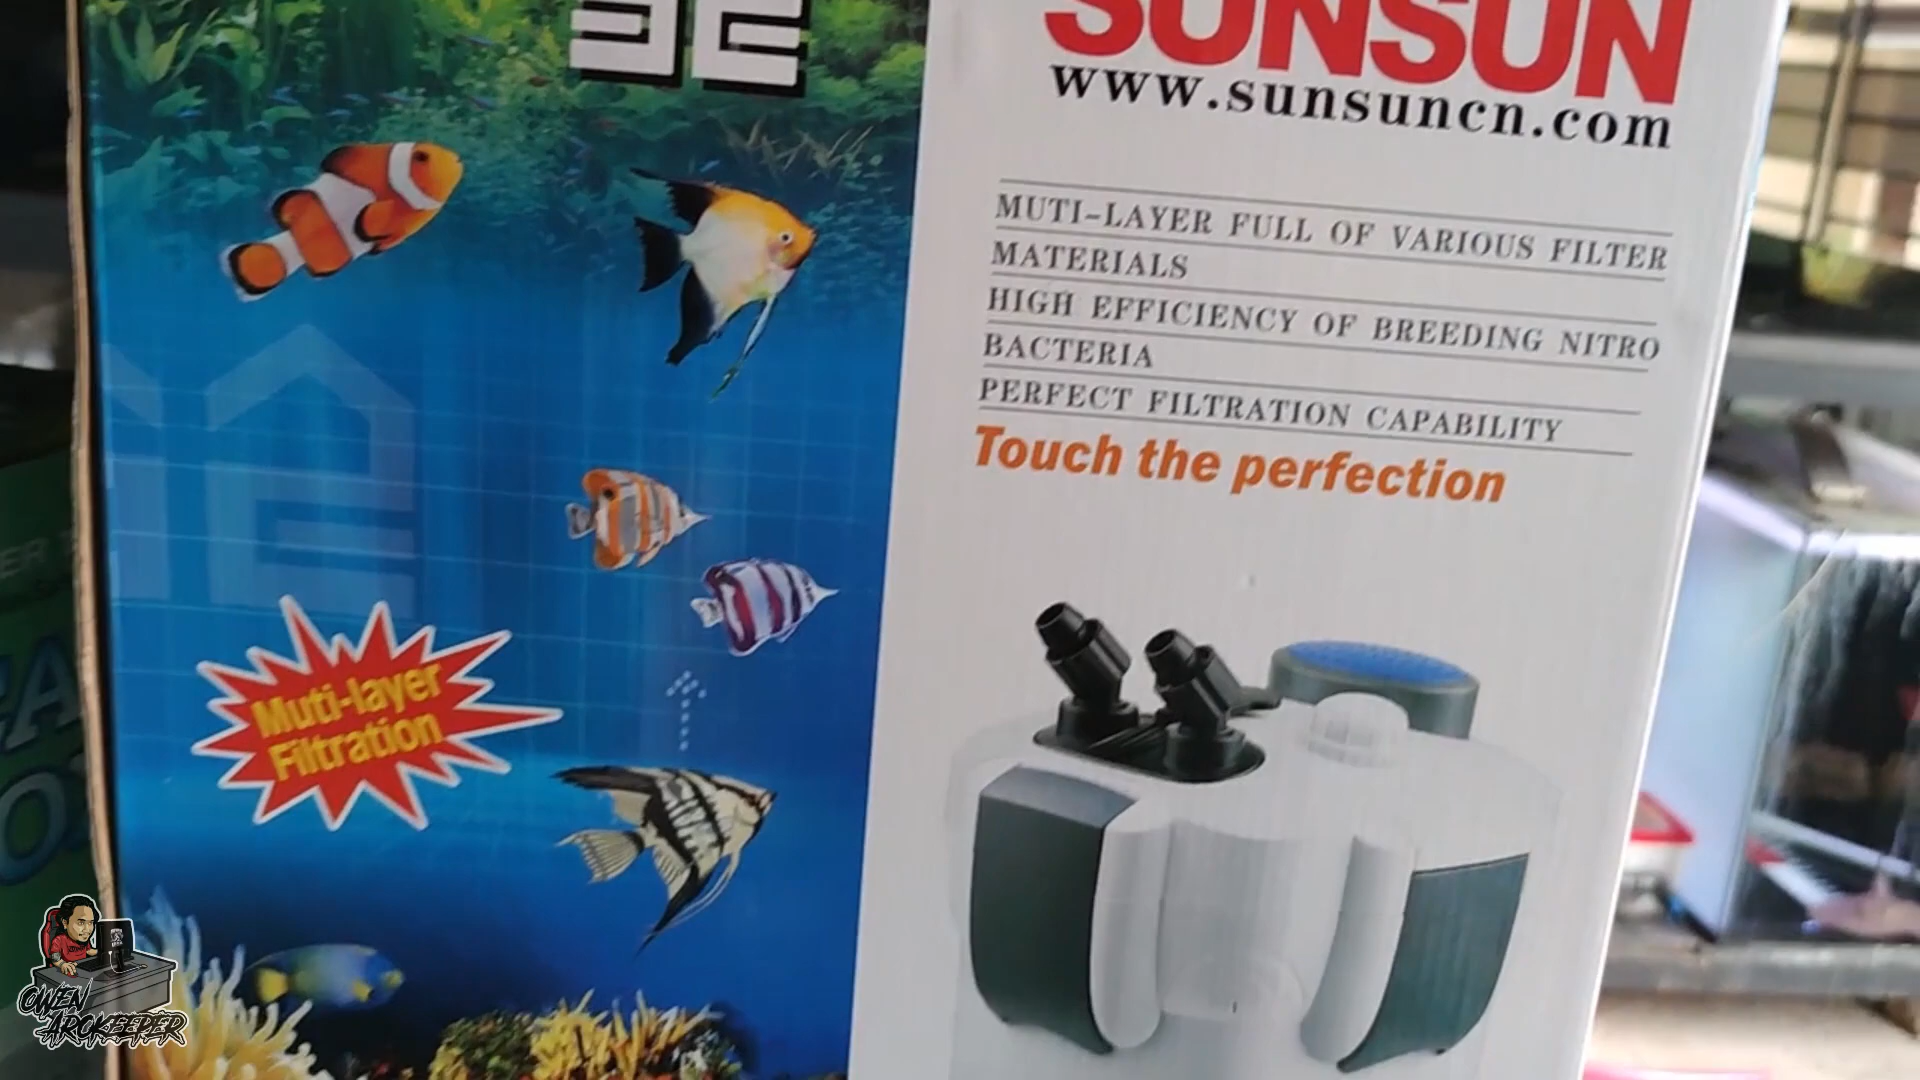 SUNSUN
www.sunsuncn.com
MUTI-LAYER FULL OF VARIOUS FILTER
MATERIALS
HIGH EFFICIENCY OF BREEDING NITRO
BACTERIA
PERFECT FILTRATION CAPABILITY
Touch the perfection
Muti-layer
Filtration
OWEN
ARCKEEPER